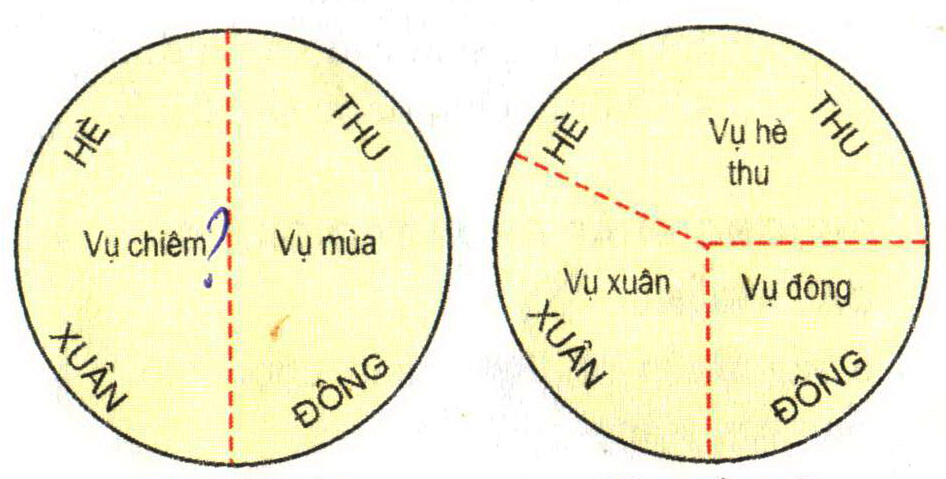 HÈ
THU
Vụ chiêm?
Vụ mùa
XUÂN
ĐÔNG
HÈ
THU
Vụ hè
thu
Vụ xuân
Vụ đông
XUÂN
ĐÔNG